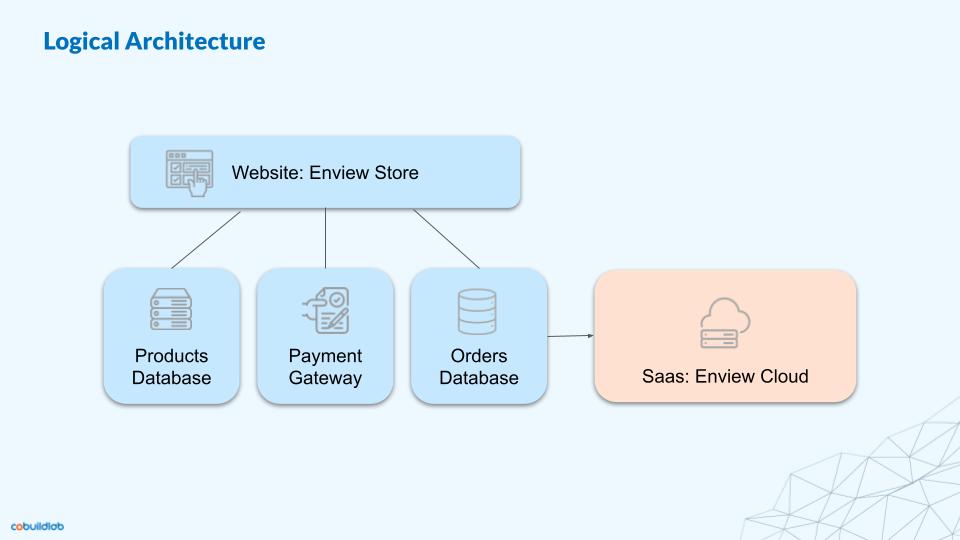 Logical Architecture
Website: Enview Store
Products
Database
Payment
Gateway
Orders
Database
Saas: Enview Cloud
cobuildlab